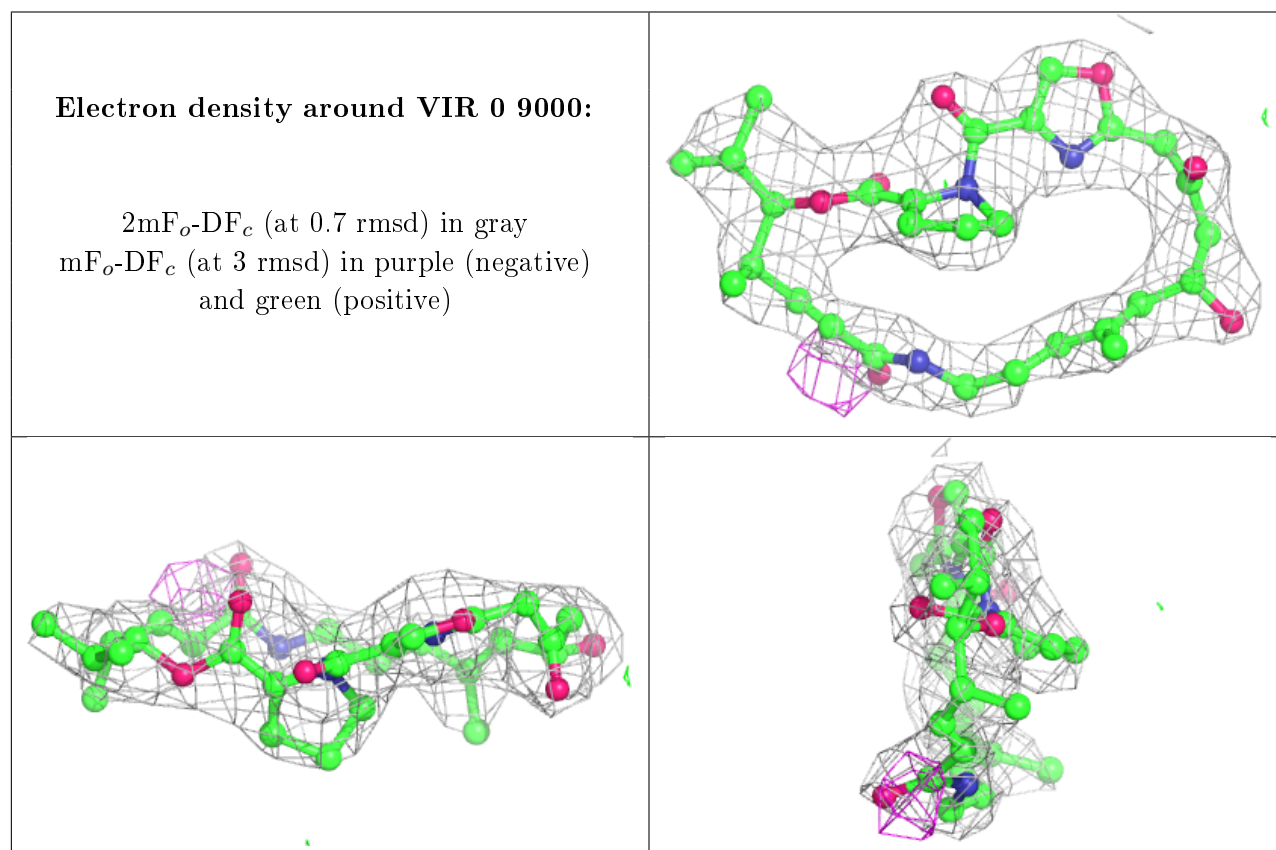 Electron density around VIR 0 9000:
2mFₒ-DF𝒸 (at 0.7 rmsd) in gray
mFₒ-DF𝒸 (at 3 rmsd) in purple (negative)
and green (positive)